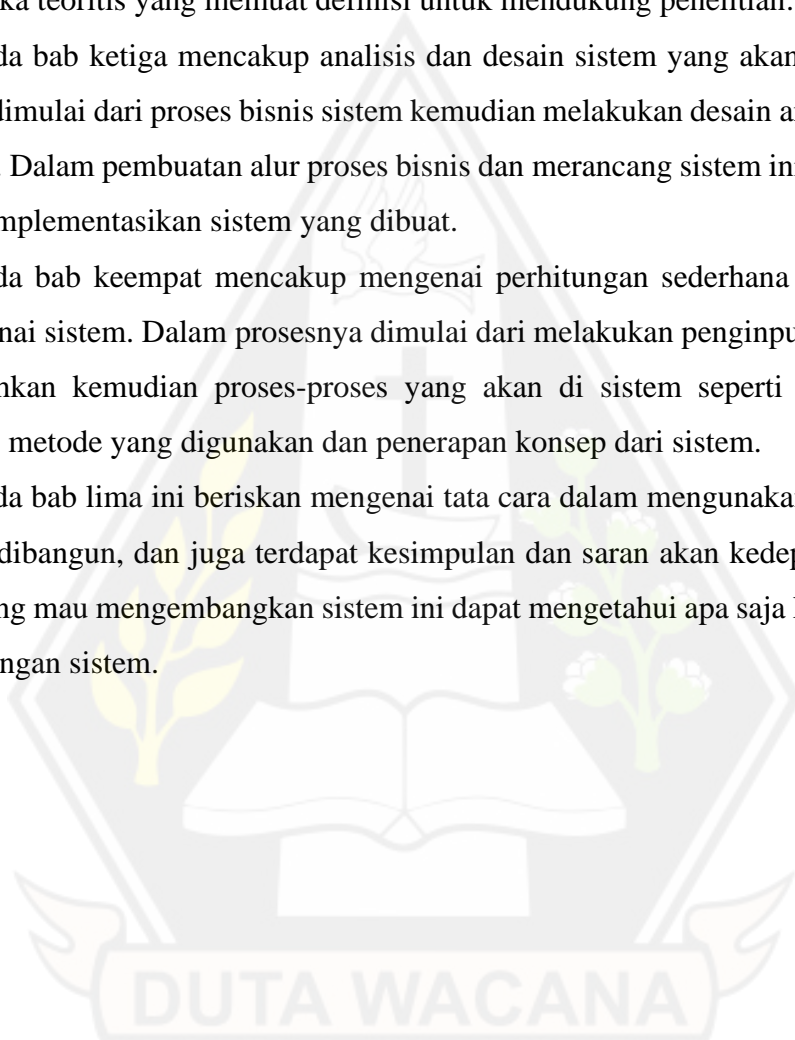 ka teoritis yang memuat definisi untuk mendukung penelitian.
da bab ketiga mencakup analisis dan desain sistem yang akan
dimulai dari proses bisnis sistem kemudian melakukan desain
. Dalam pembuatan alur proses bisnis dan merancang sistem
mplementasikan sistem yang dibuat.
da bab keempat mencakup mengenai perhitungan sederhana
nai sistem. Dalam prosesnya dimulai dari melakukan
hkan kemudian proses-proses yang akan di sistem seperti
metode yang digunakan dan penerapan konsep dari sistem.
da bab lima ini beriskan mengenai tata cara dalam mengunakan
dibangun, dan juga terdapat kesimpulan dan saran akan
ng mau mengembangkan sistem ini dapat mengetahui apa saja
ngan sistem.
DUTA WACANA